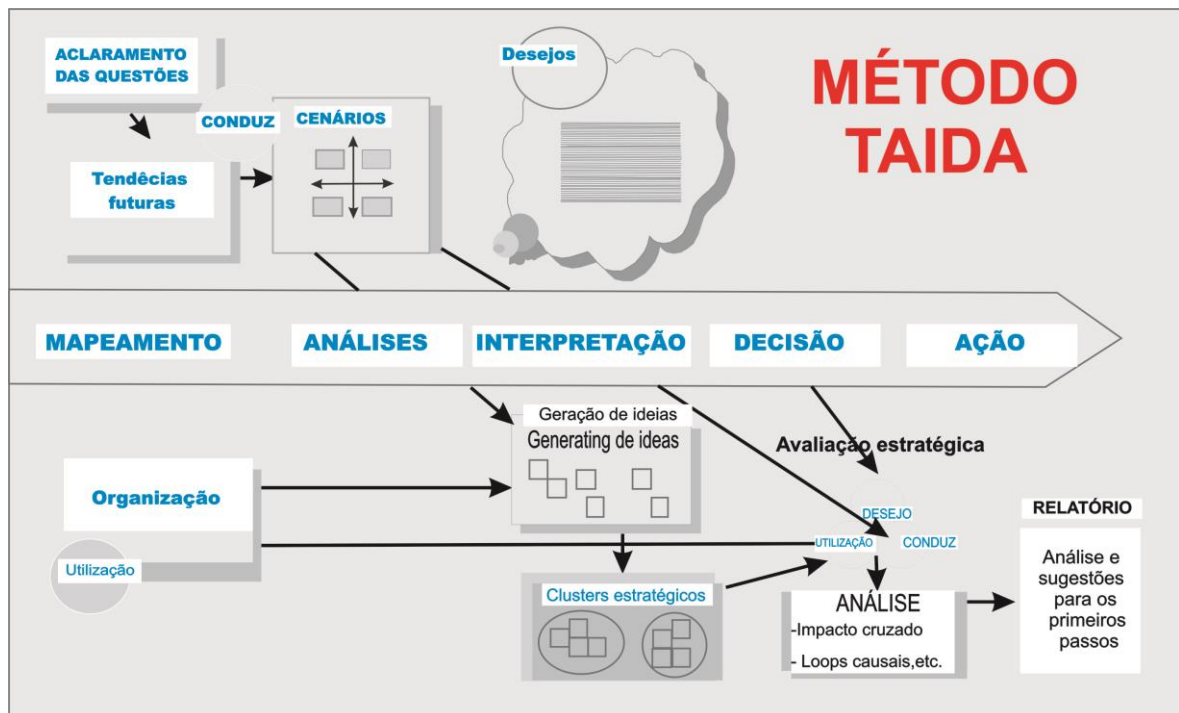 ACLARAMENTO
DAS QUESTÕES
CONDUZ
CENÁRIOS
Tendêcias
futuras
Desejos
MÉTODO
TAIDA
MAPEAMENTO
ANÁLISES
INTERPRETAÇÃO
DECISÃO
AÇÃO
Geração de ideias
Generating de ideas
Avaliação estratégica
Organização
Utilização
DESEJO
UTILIZAÇÃO
CONDUZ
Clusters estratégicos
ANÁLISE
-Impacto cruzado
- Loops causais,etc.
RELATÓRIO
Análise e
sugestões
para os
primeiros
passos